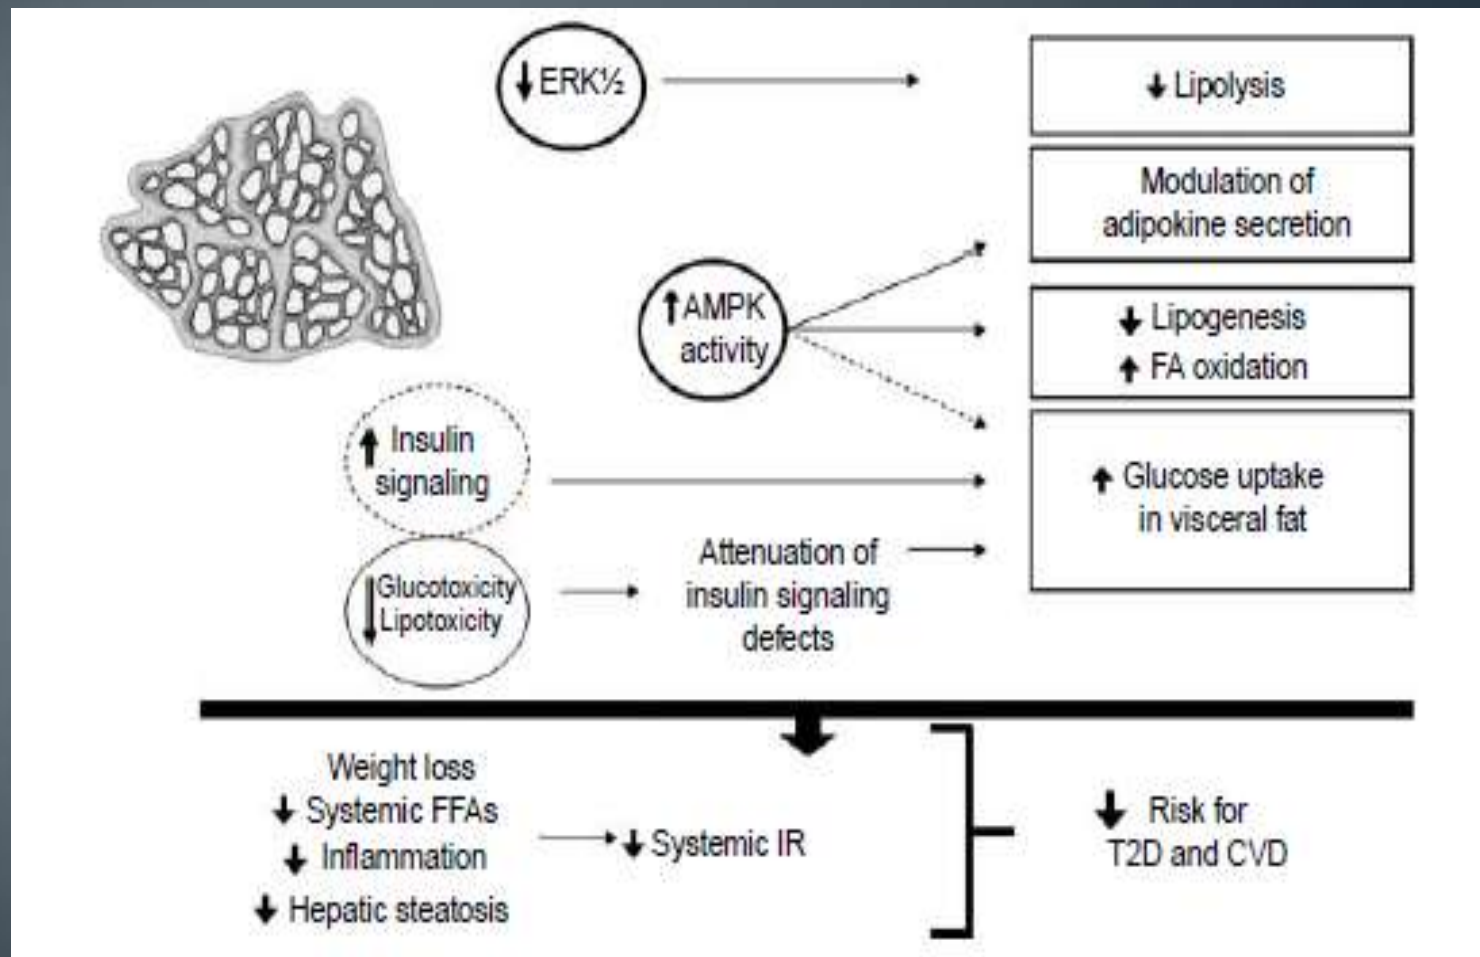 ↓ ERK½
↓ Lipolysis
Modulation of
adipokine secretion
↑ AMPK
activity
↓ Lipogenesis
↑ FA oxidation
↑ Insulin
signaling
↑ Glucose uptake
in visceral fat
↓ Glucotoxicity
Lipotoxicity
Attenuation of
insulin signaling
defects
Weight loss
↓ Systemic FFAs
↓ Inflammation
↓ Hepatic steatosis
↓ Systemic IR
↓ Risk for
T2D and CVD